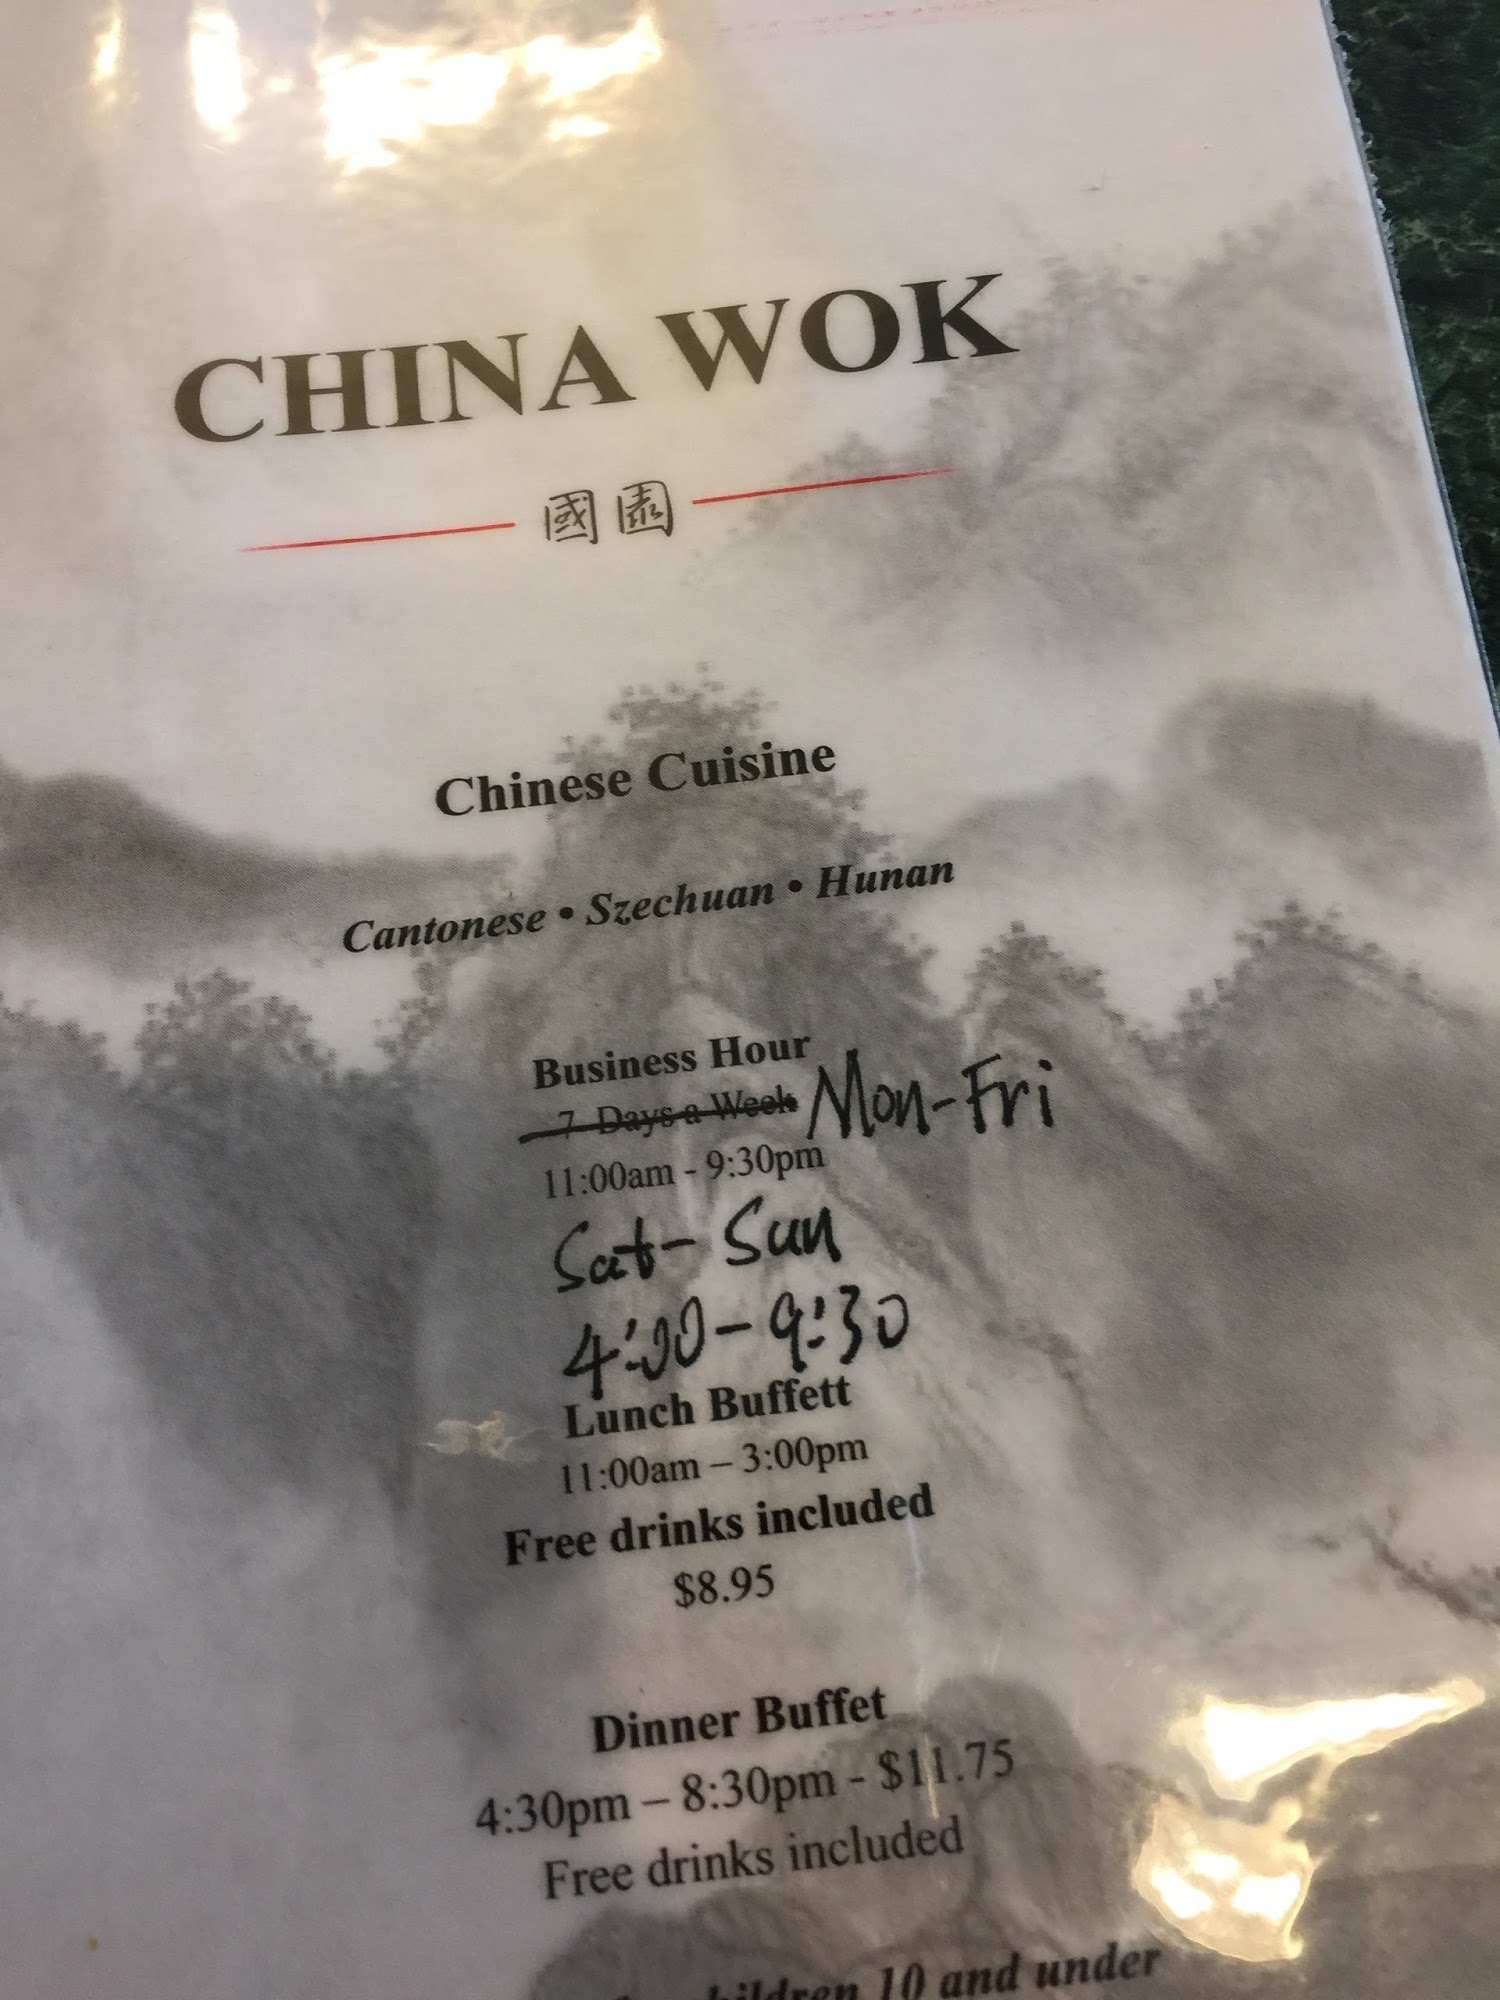 CHINA WOK
國園
Chinese Cuisine
Cantonese • Szechuan • Hunan
Business Hour
7 Days a Week Mon-Fri
11:00am - 9:30pm
Sat-Sun
4:00-9:30
Lunch Buffett
11:00am – 3:00pm
Free drinks included
$8.95
Dinner Buffet
4:30pm – 8:30pm - $11.75
Free drinks included
children 10 and under